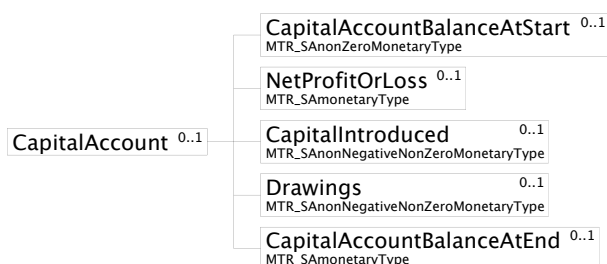 CapitalAccountBalanceAtStart 0..1
MTR_SAnonZeroMonetaryType
NetProfitOrLoss 0..1
MTR_SAmonetaryType
CapitalAccount 0..1
CapitalIntroduced 0..1
MTR_SAnonNegativeNonZeroMonetaryType
Drawings 0..1
MTR_SAnonNegativeNonZeroMonetaryType
CapitalAccountBalanceAtEnd 0..1
MTR_SAmonetaryType